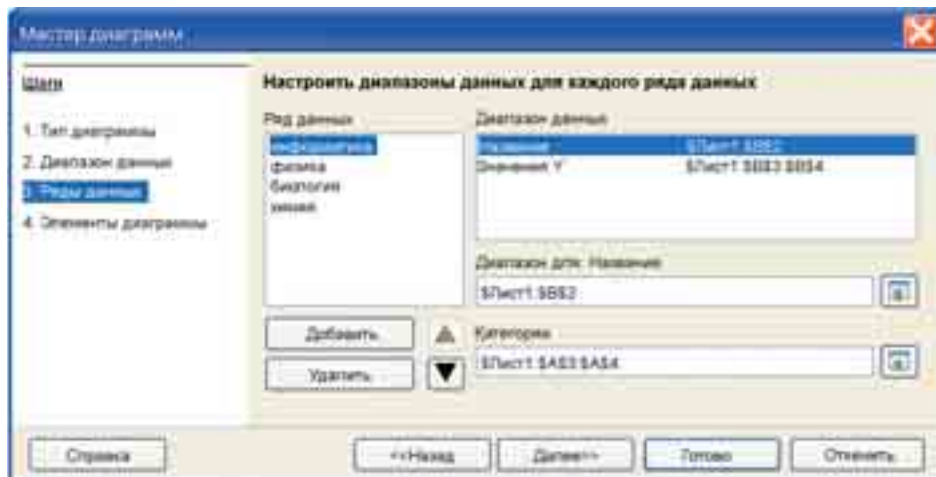 Мастер диаграмм
Шаги
1. Тип диаграммы
2. Диапазон данных
3. Ряды данных
4. Элементы диаграммы
Настроить диапазоны данных для каждого ряда данных
Ряд данных
информатика
физика
биология
химия
Диапазон данных
Название $Лист1.$B$2
Значения Y $Лист1.$B$3:$B$4
Диапазон для: Название
$Лист1.$B$2
Добавить
Удалить
Категории
$Лист1.$A$3:$A$4
Справка
<<Назад
Далее>>
Готово
Отменить